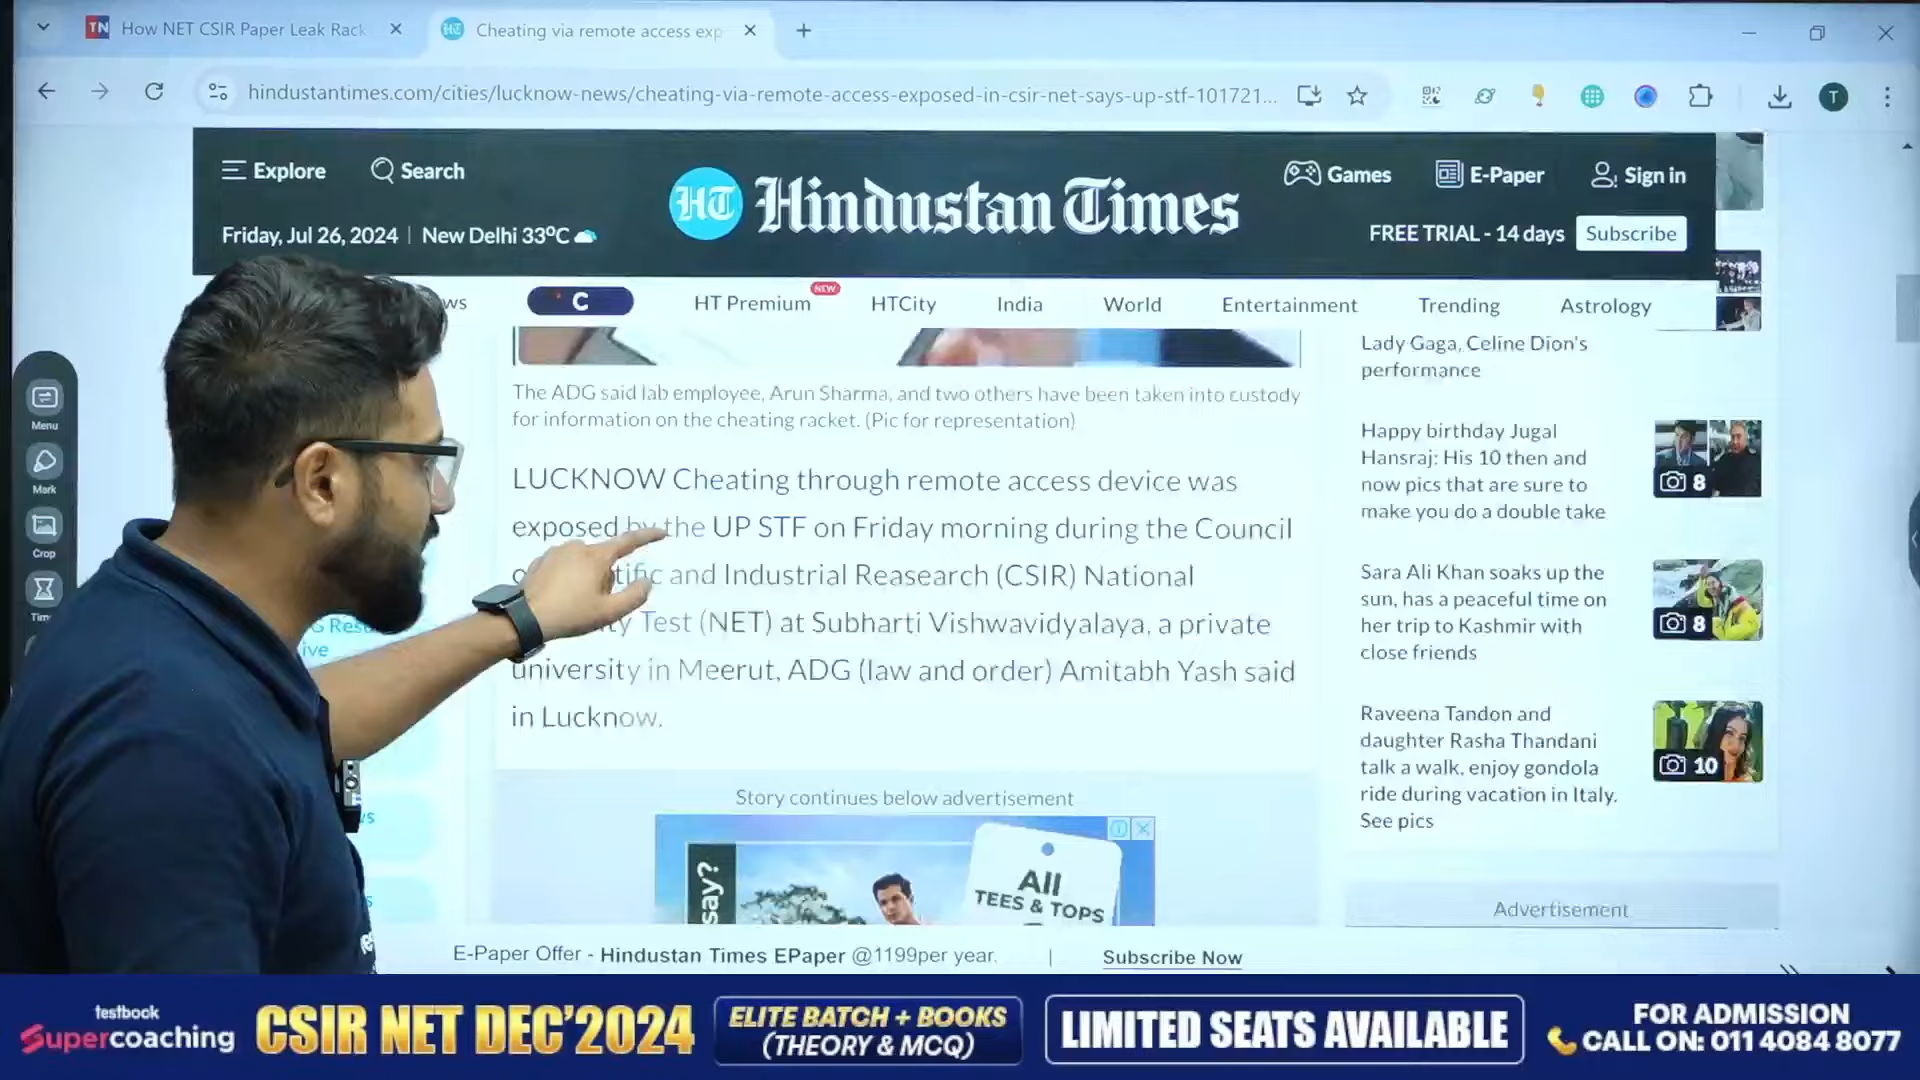 How NET CSIR Paper Leak Rack
Cheating via remote access exp
hindustantimes.com/cities/lucknow-news/cheating-via-remote-access-exposed-in-csir-net-says-up-stf-101721...
T
Explore
Search
HT Hindustan Times
Games
E-Paper
Sign in
Friday, Jul 26, 2024 | New Delhi 33°C
FREE TRIAL - 14 days
Subscribe
ws
C
HT Premium
NEW
HTCity
India
World
Entertainment
Trending
Astrology
Menu
Mark
Crop
The ADG said lab employee, Arun Sharma, and two others have been taken into custody
for information on the cheating racket. (Pic for representation)
LUCKNOW Cheating through remote access device was
exposed by the UP STF on Friday morning during the Council
and Industrial Reasearch (CSIR) National
Test (NET) at Subharti Vishwavidyalaya, a private
university in Meerut, ADG (law and order) Amitabh Yash said
in Lucknow.
Story continues below advertisement
say?
All
TEES & TOPS
Lady Gaga, Celine Dion's
performance
Happy birthday Jugal
Hansraj: His 10 then and
now pics that are sure to
make you do a double take
8
Sara Ali Khan soaks up the
sun, has a peaceful time on
her trip to Kashmir with
close friends
8
Raveena Tandon and
daughter Rasha Thandani
talk a walk, enjoy gondola
ride during vacation in Italy.
See pics
10
Advertisement
E-Paper Offer - Hindustan Times EPaper @1199per year. | Subscribe Now
testbook
Supercoaching
CSIR NET DEC'2024
ELITE BATCH + BOOKS
(THEORY & MCQ)
LIMITED SEATS AVAILABLE
FOR ADMISSION
CALL ON: 011 4084 8077